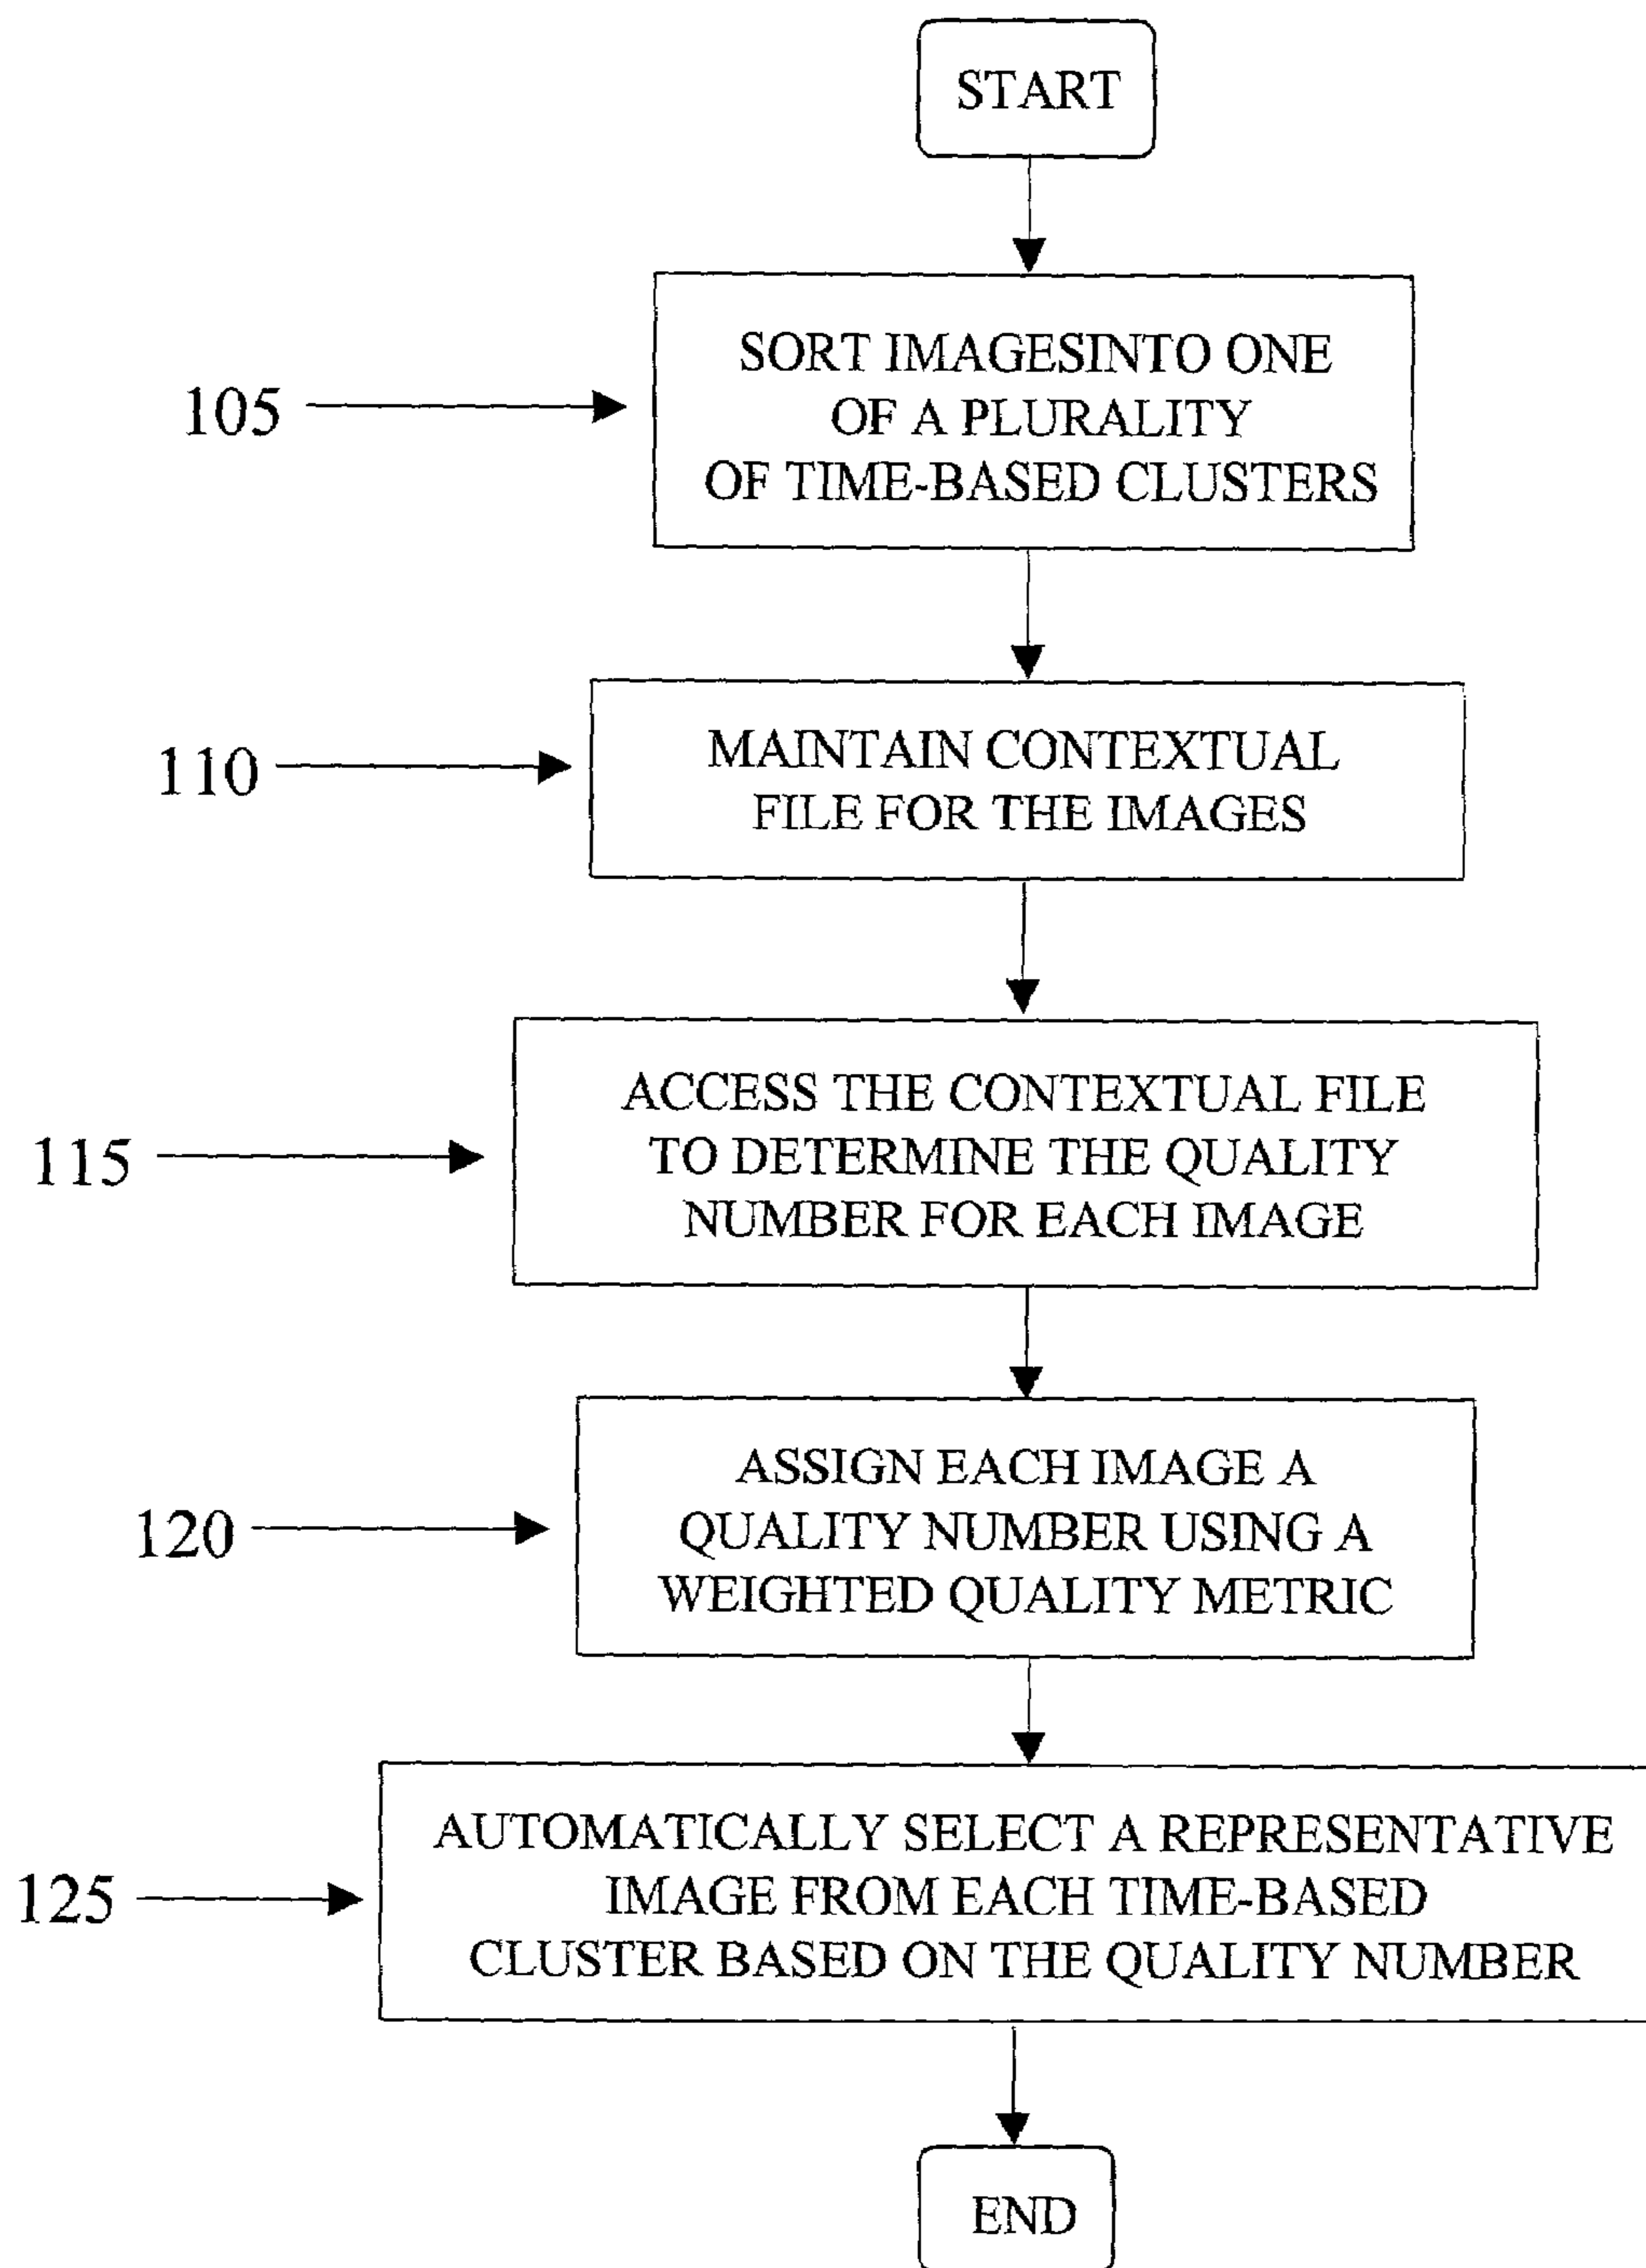 START
105
SORT IMAGESINTO ONE
OF A PLURALITY
OF TIME-BASED CLUSTERS
110
MAINTAIN CONTEXTUAL
FILE FOR THE IMAGES
115
ACCESS THE CONTEXTUAL FILE
TO DETERMINE THE QUALITY
NUMBER FOR EACH IMAGE
120
ASSIGN EACH IMAGE A
QUALITY NUMBER USING A
WEIGHTED QUALITY METRIC
125
AUTOMATICALLY SELECT A REPRESENTATIVE
IMAGE FROM EACH TIME-BASED
CLUSTER BASED ON THE QUALITY NUMBER
END